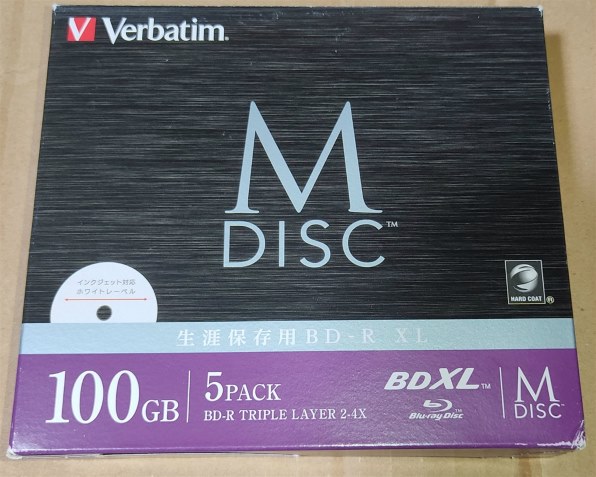 Verbatim.
M
DISC™
インクジェット対応
ホワイトレーベル
HARD COAT ®
生涯保存用BD-R XL
100GB
5PACK
BD-R TRIPLE LAYER 2-4X
BDXL™
Blu-ray Disc™
M
DISC™